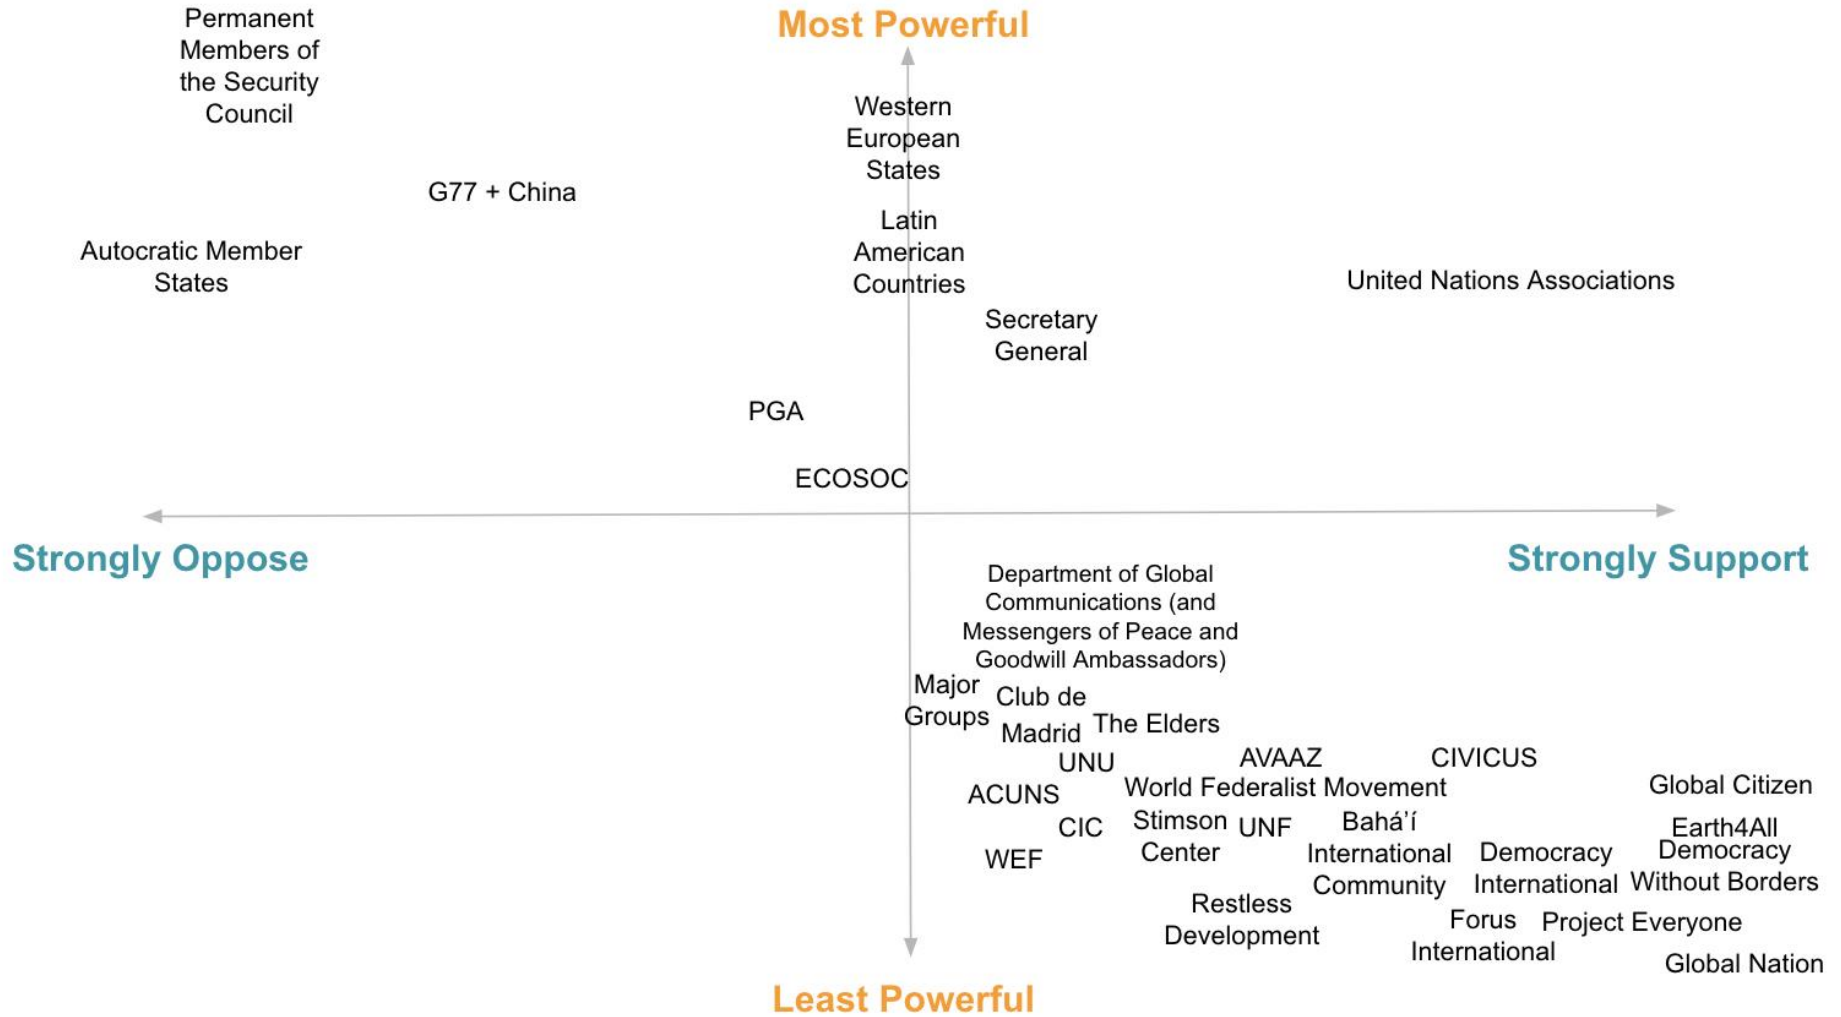 Permanent
Members of
the Security
Council
Most Powerful
Western
European
States
G77 + China
Latin
American
Countries
Autocratic Member
States
United Nations Associations
Secretary
General
PGA
ECOSOC
Strongly Oppose
Strongly Support
Department of Global
Communications (and
Messengers of Peace and
Goodwill Ambassadors)
Major
Groups
Club de
Madrid
The Elders
UNU
AVAAZ
CIVICUS
ACUNS
World Federalist Movement
Global Citizen
CIC
Stimson
Center
UNF
Bahá’í
International
Community
Earth4All
Democracy
International
Democracy
Without Borders
WEF
Restless
Development
Forus
International
Project Everyone
Global Nation
Least Powerful